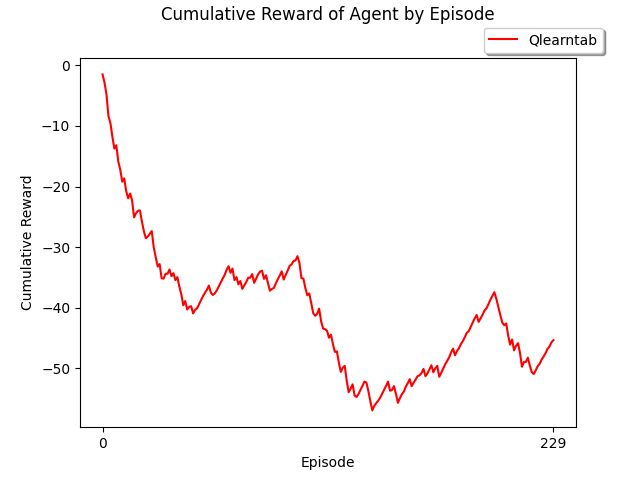 Cumulative Reward of Agent by Episode
Qlearntab
0
−10
−20
−30
−40
−50
Cumulative Reward
0
229
Episode